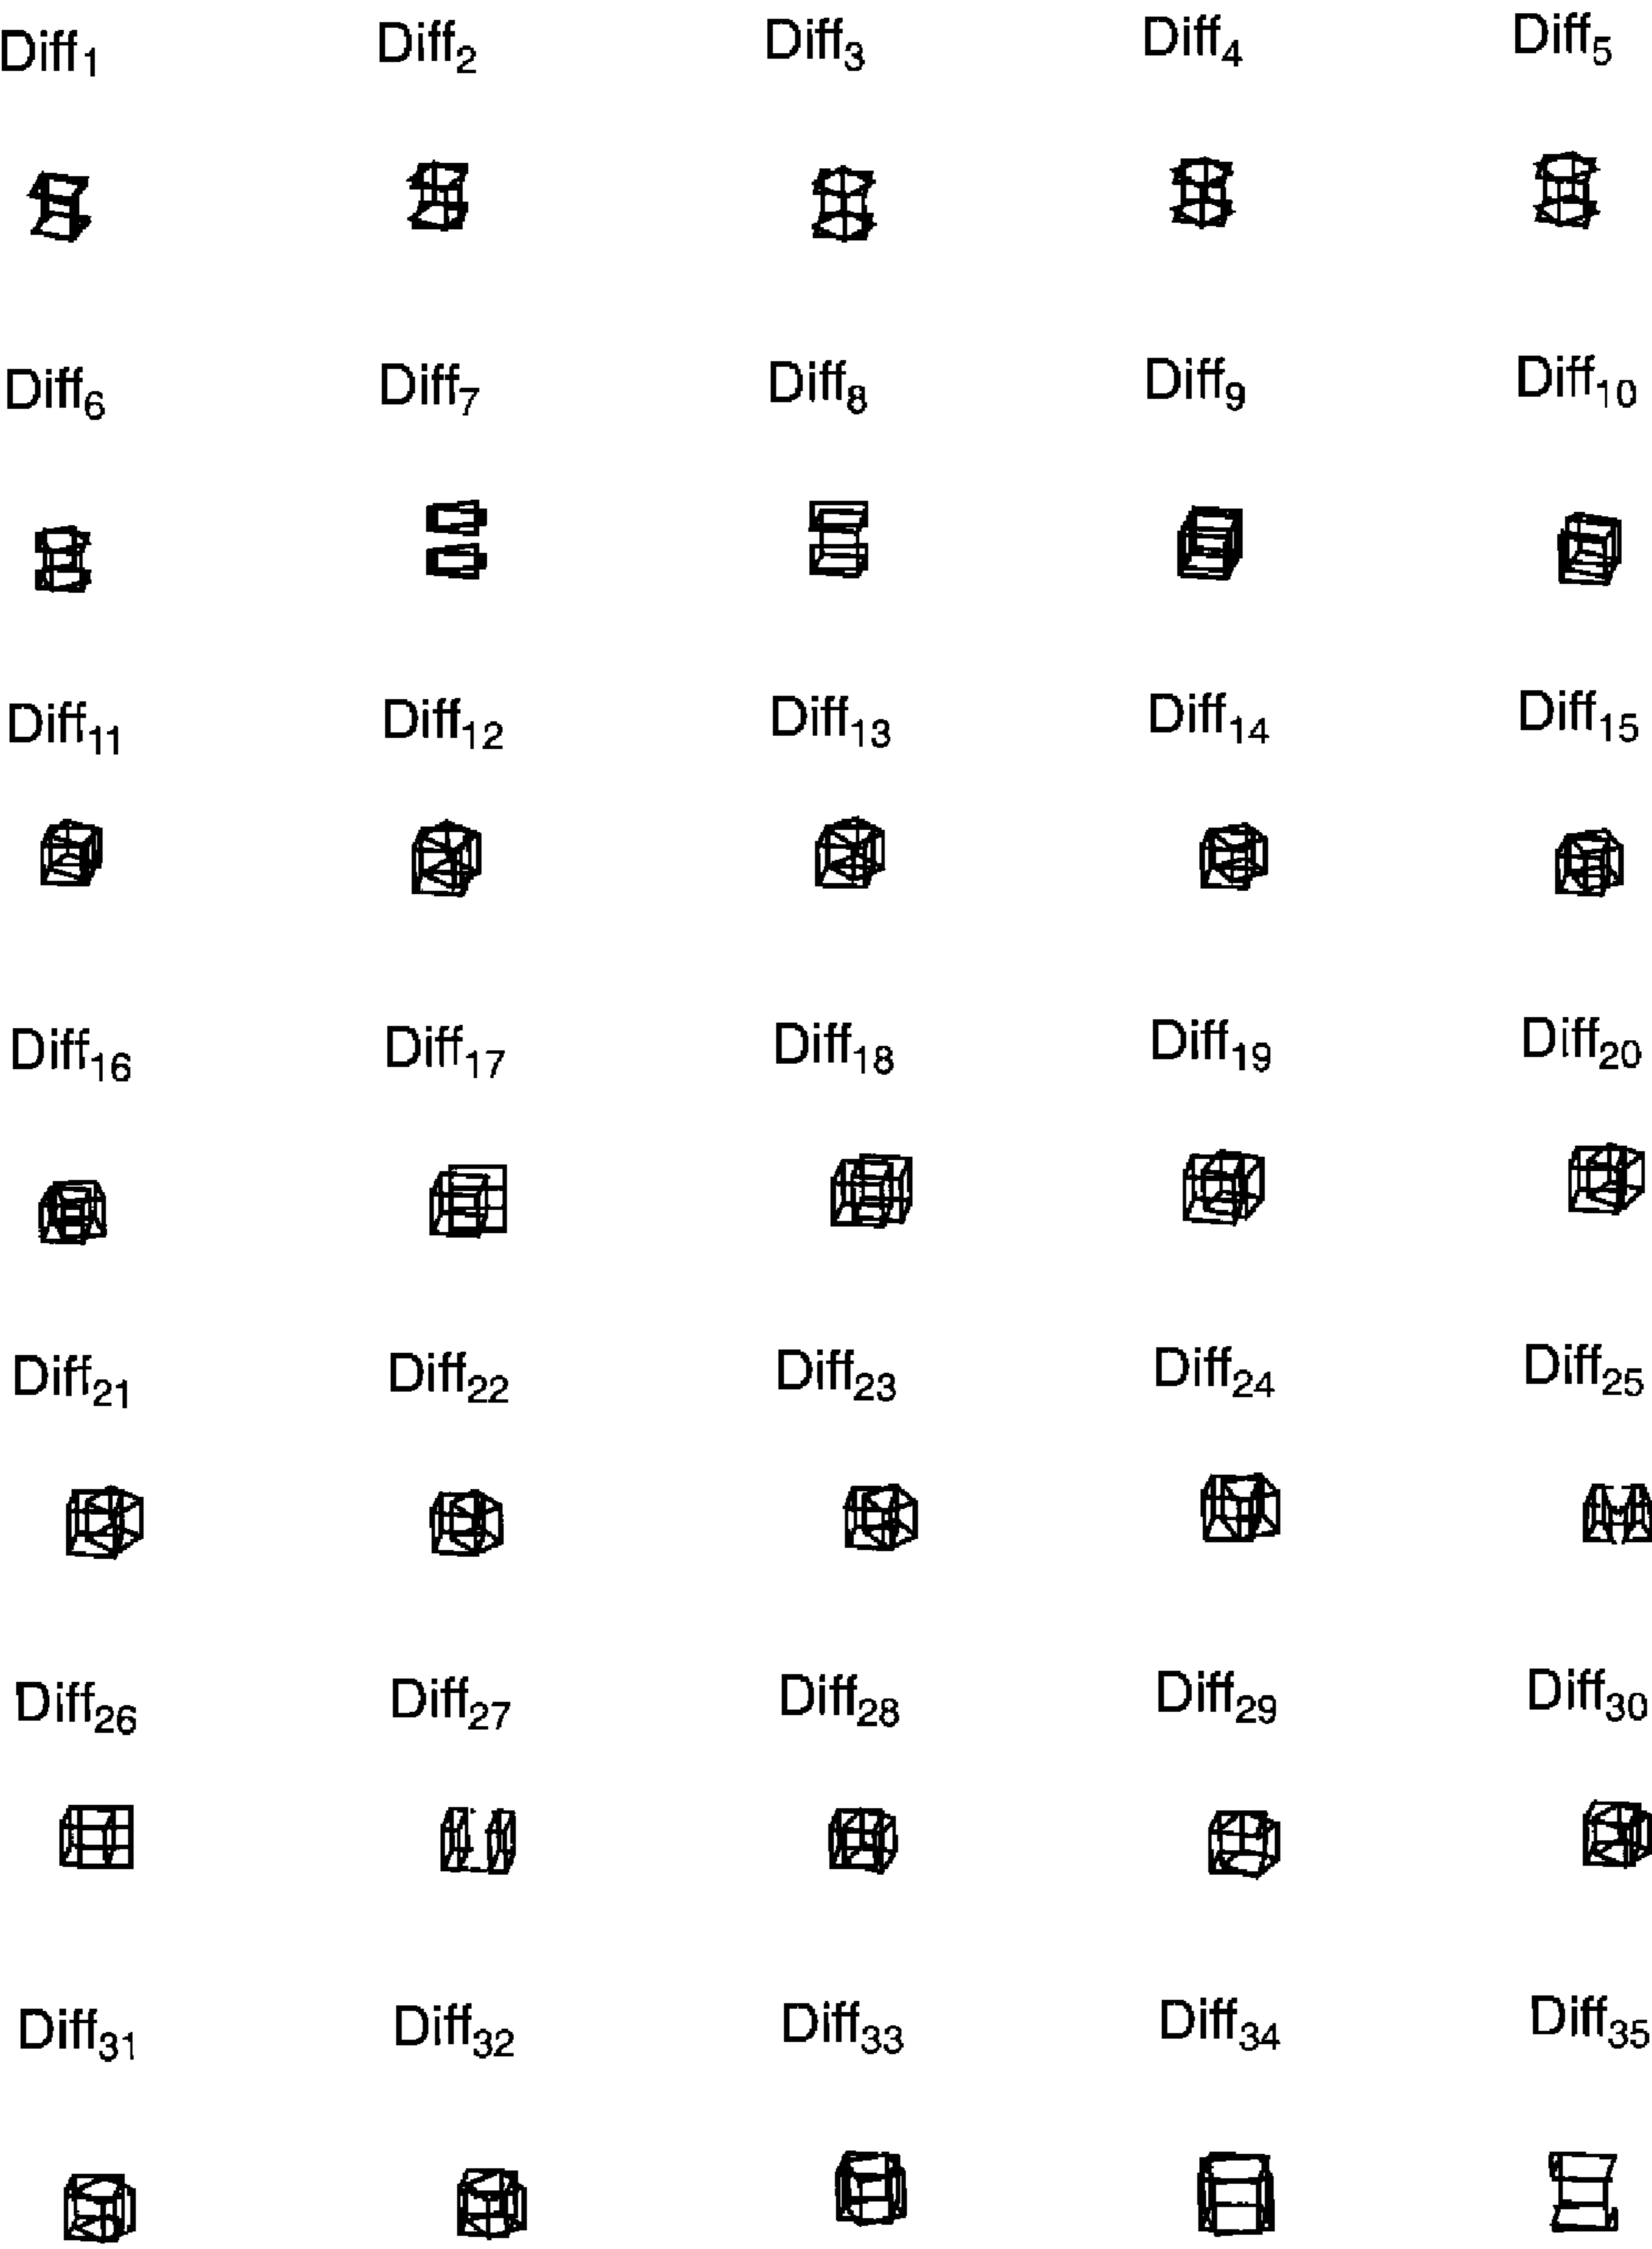 Diff₁ Diff₂ Diff₃ Diff₄ Diff₅
Diff₆ Diff₇ Diff₈ Diff₉ Diff₁₀
Diff₁₁ Diff₁₂ Diff₁₃ Diff₁₄ Diff₁₅
Diff₁₆ Diff₁₇ Diff₁₈ Diff₁₉ Diff₂₀
Diff₂₁ Diff₂₂ Diff₂₃ Diff₂₄ Diff₂₅
Diff₂₆ Diff₂₇ Diff₂₈ Diff₂₉ Diff₃₀
Diff₃₁ Diff₃₂ Diff₃₃ Diff₃₄ Diff₃₅